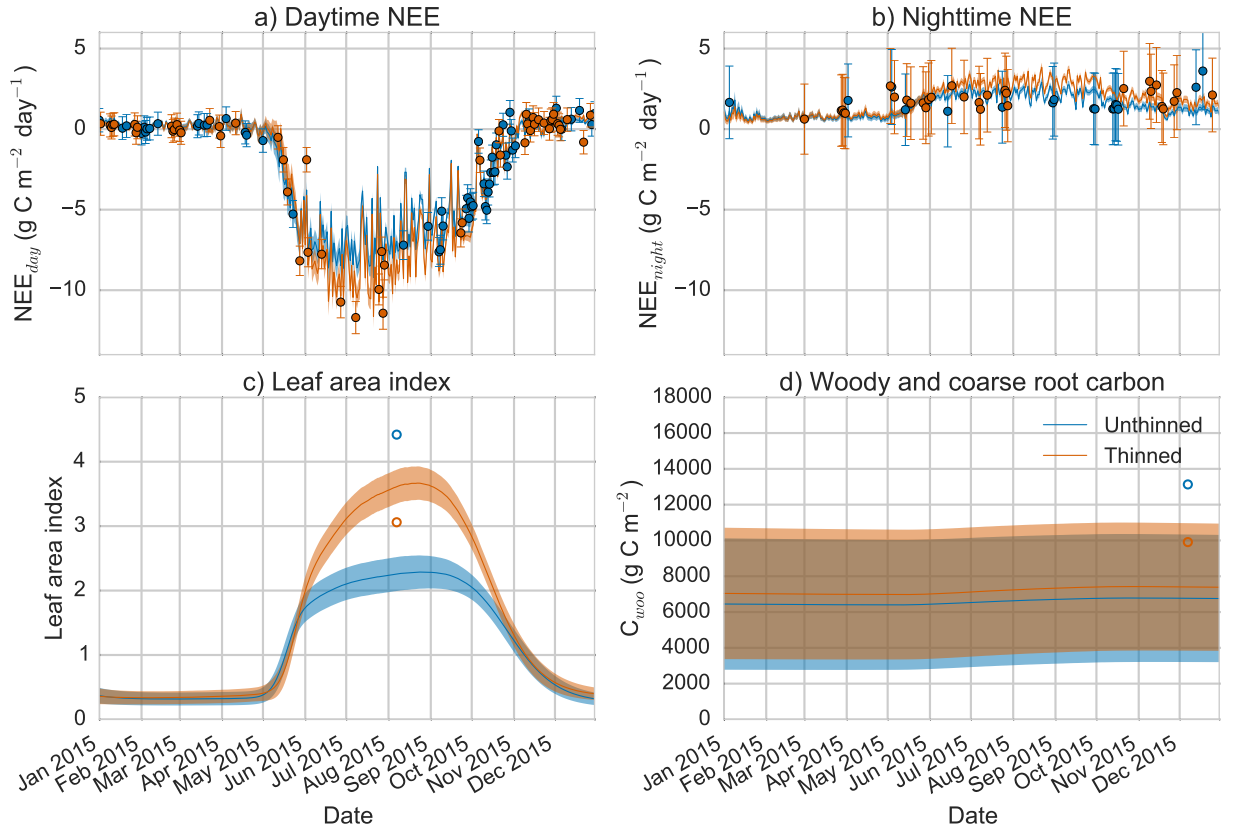 a) Daytime NEE
5
0
−5
−10
NEE_day (g C m−2 day−1)
b) Nighttime NEE
5
0
−5
−10
NEE_night (g C m−2 day−1)
c) Leaf area index
5
4
3
2
1
0
Leaf area index
Jan 2015
Feb 2015
Mar 2015
Apr 2015
May 2015
Jun 2015
Jul 2015
Aug 2015
Sep 2015
Oct 2015
Nov 2015
Dec 2015
Date
d) Woody and coarse root carbon
18000
16000
14000
12000
10000
8000
6000
4000
2000
0
C_woo (g C m−2)
Unthinned
Thinned
Jan 2015
Feb 2015
Mar 2015
Apr 2015
May 2015
Jun 2015
Jul 2015
Aug 2015
Sep 2015
Oct 2015
Nov 2015
Dec 2015
Date